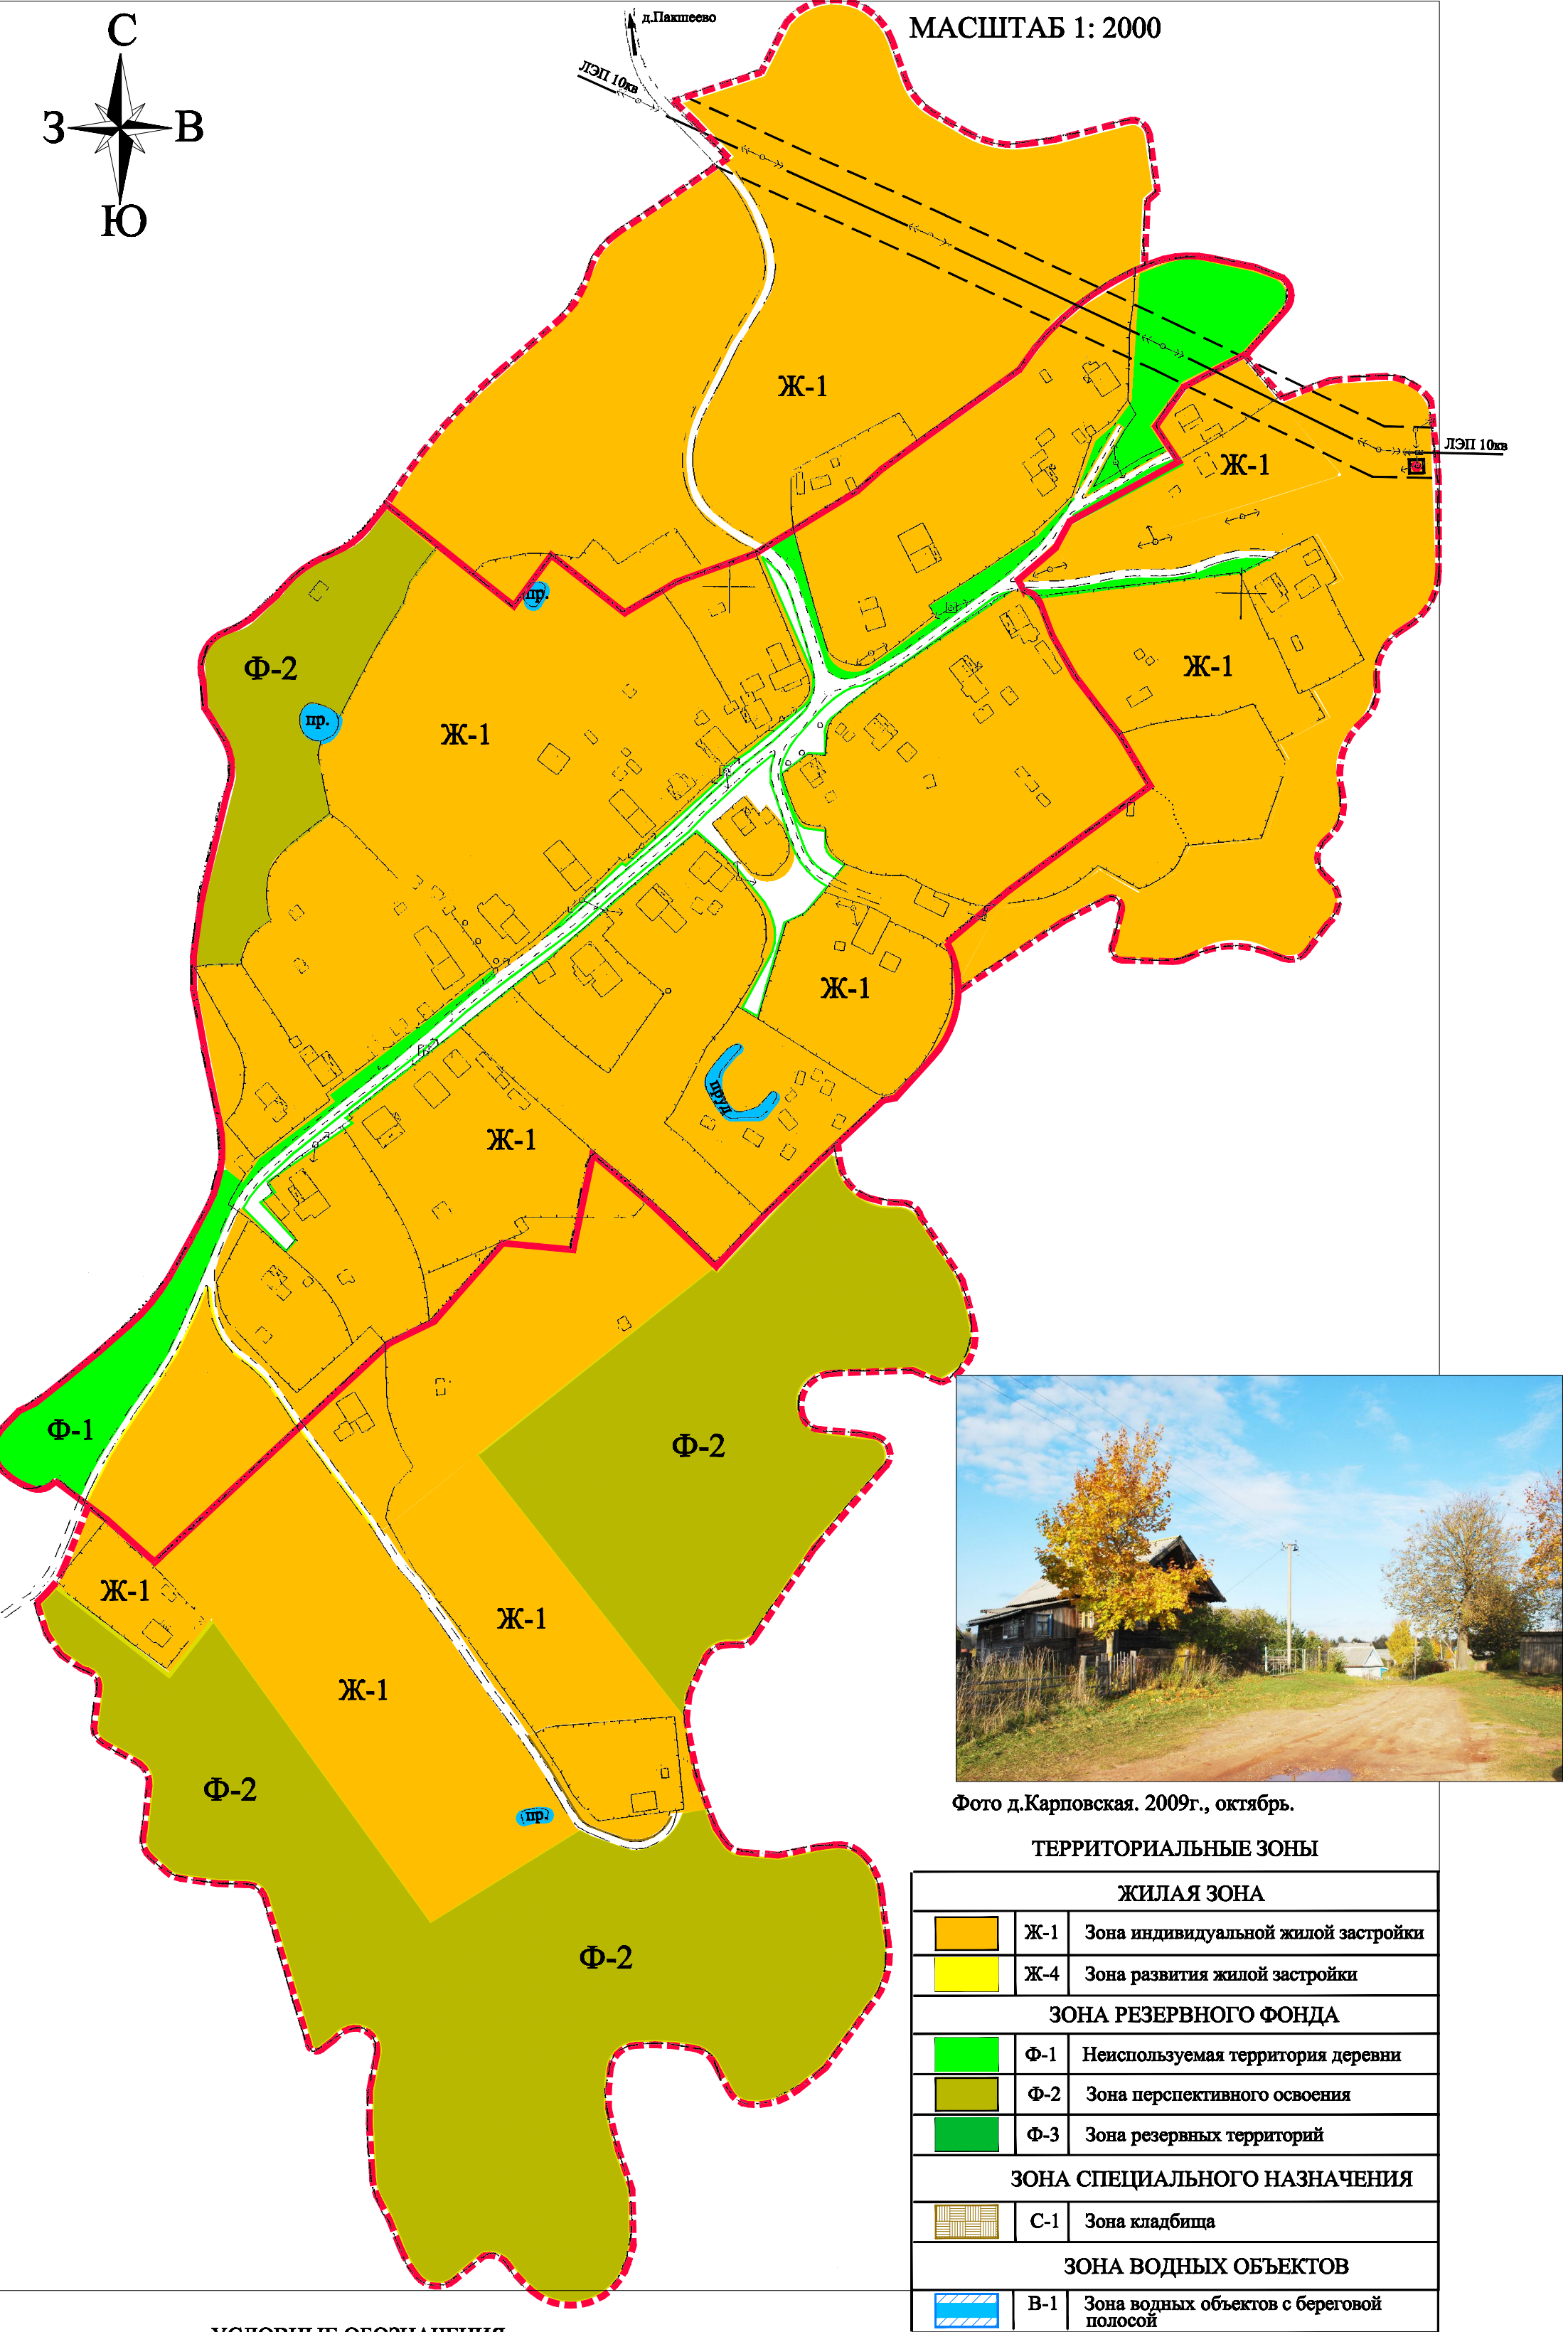 д.Пакшеево
МАСШТАБ 1: 2000
С
З
В
Ю
ЛЭП 10кв
Ж-1
ЛЭП 10кв
Ж-1
пр.
Ф-2
Ж-1
пр.
Ж-1
Ж-1
пруд
Ж-1
Ф-1
Ф-2
Ж-1
Ж-1
Ж-1
Ф-2
пр.
Ф-2
Фото д.Карповская. 2009г., октябрь.
ТЕРРИТОРИАЛЬНЫЕ ЗОНЫ
ЖИЛАЯ ЗОНА
Ж-1 Зона индивидуальной жилой застройки
Ж-4 Зона развития жилой застройки
ЗОНА РЕЗЕРВНОГО ФОНДА
Ф-1 Неиспользуемая территория деревни
Ф-2 Зона перспективного освоения
Ф-3 Зона резервных территорий
ЗОНА СПЕЦИАЛЬНОГО НАЗНАЧЕНИЯ
С-1 Зона кладбища
ЗОНА ВОДНЫХ ОБЪЕКТОВ
В-1 Зона водных объектов с береговой
полосой
УСЛОВНЫЕ ОБОЗНАЧЕНИЯ